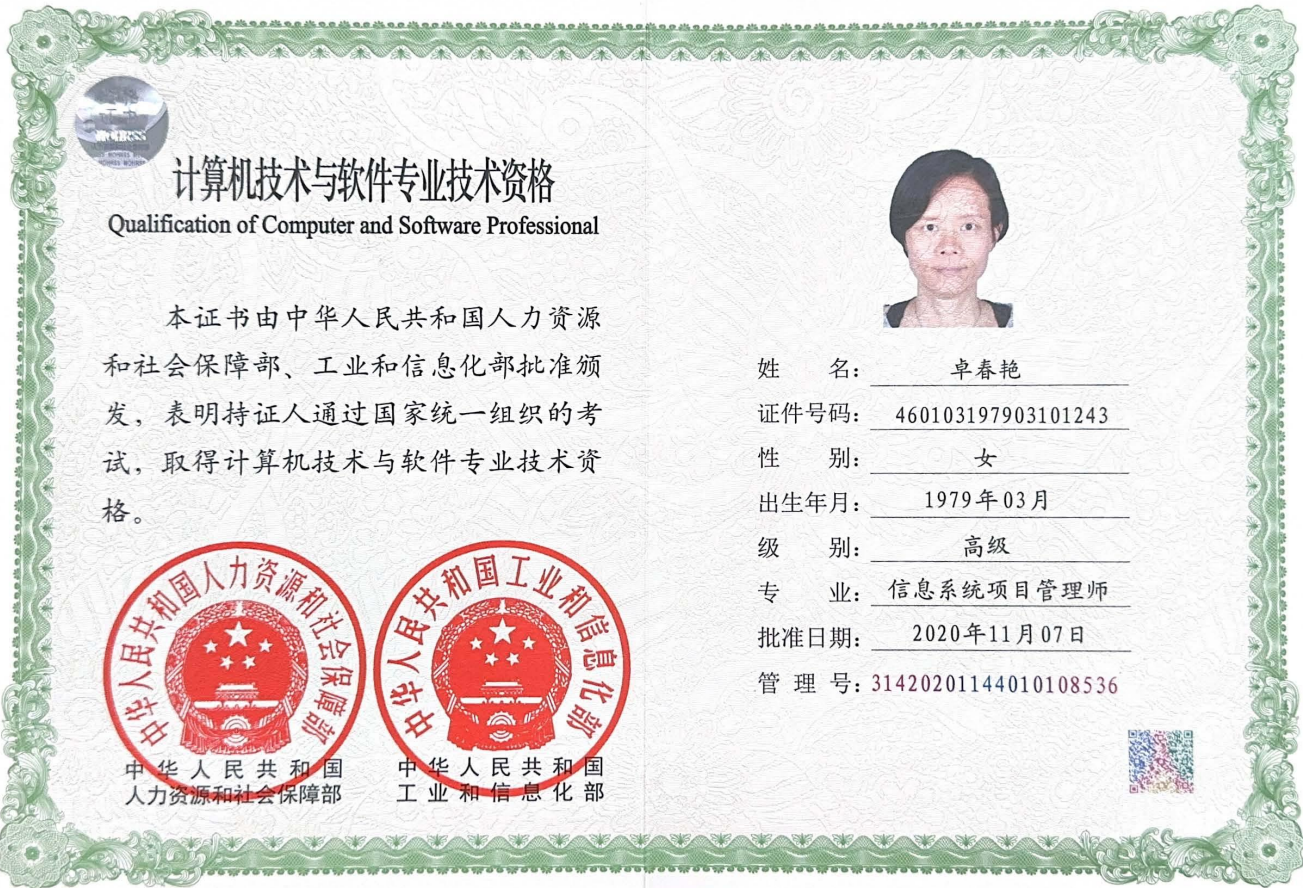 计算机技术与软件专业技术资格
Qualification of Computer and Software Professional
本证书由中华人民共和国人力资源
和社会保障部、工业和信息化部批准颁
发，表明持证人通过国家统一组织的考
试，取得计算机技术与软件专业技术资
格。
中华人民共和国人力资源和社会保障部
中华人民共和国工业和信息化部
中华人民共和国
人力资源和社会保障部
中华人民共和国
工业和信息化部
姓名：卓春艳
证件号码：460103197903101243
性别：女
出生年月：1979年03月
级别：高级
专业：信息系统项目管理师
批准日期：2020年11月07日
管理号：31420201144010108536